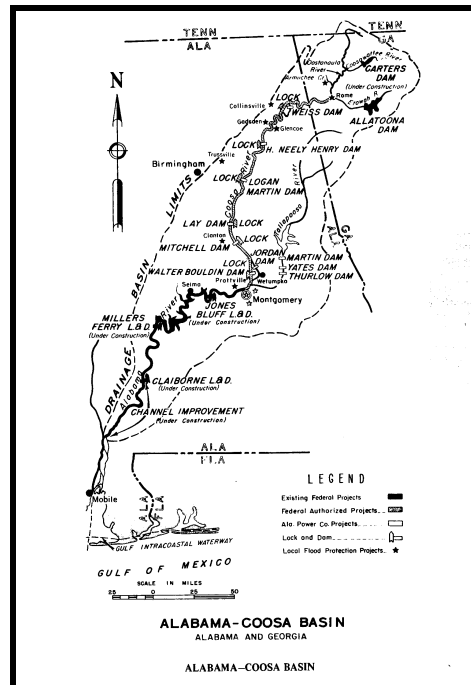 TENN
ALA
TENN
GA
Oostanaula
River
Coosawattee River
Armuchee Cr.
CARTERS
DAM
(Under Construction)
N
LOCK
Rome
Etowah R.
Collinsville
WEISS DAM
ALLATOONA
DAM
Gadsden
Glencoe
LOCK
H. NEELY HENRY DAM
Trussville
Birmingham
LIMITS
LOCK
LOGAN
MARTIN DAM
Coosa River
Tallapoosa River
LAY DAM
LOCK
Clanton
LOCK
MITCHELL DAM
GA
ALA
JORDAN
DAM
MARTIN DAM
YATES DAM
THURLOW DAM
LOCK
WALTER BOULDIN DAM
Wetumpka
Prattville
BASIN
Selma
Montgomery
River
JONES
BLUFF L&D.
(Under Construction)
MILLERS
FERRY L&D.
(Under Construction)
DRAINAGE
Alabama
CLAIBORNE L&D.
(Under Construction)
CHANNEL IMPROVEMENT
(Under Construction)
ALA
FLA
Mobile
ALA
FLA
GULF INTRACOASTAL WATERWAY
GULF OF MEXICO
SCALE IN MILES
25 0 25 50
LEGEND
Existing Federal Projects
Federal Authorized Projects
Ala. Power Co. Projects
Lock and Dam
Local Flood Protection Projects
ALABAMA-COOSA BASIN
ALABAMA AND GEORGIA
ALABAMA–COOSA BASIN